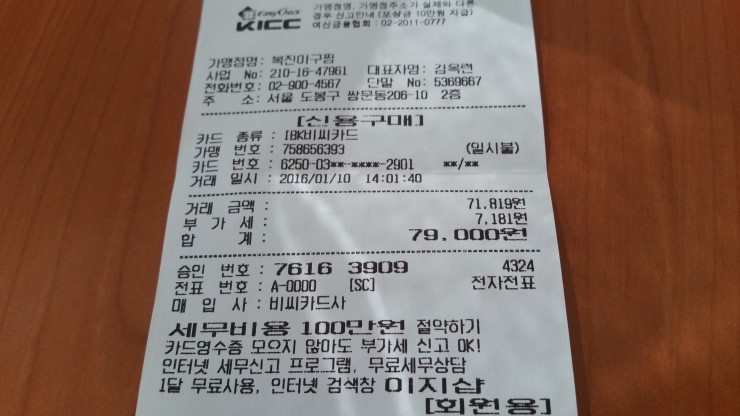 EasyCheck
KICC
가맹점명, 가맹점주소가 실제와 다른
경우 신고안내 (포상금 10만원 지급)
여신금융협회 : 02-2011-0777
가맹점명: 복진아구찜
사업 No: 210-16-47961 대표자명: 김옥련
전화번호: 02-900-4567 단말 No: 5369667
주 소: 서울 도봉구 쌍문동206-10 2층
[신용구매]
카드 종류 : IBK비씨카드
가맹 번호 : 758656393 (일시불)
카드 번호 : 6250-03**-****-2901 **/**
거래 일시 : 2016/01/10 14:01:40
거래 금액 : 71,819원
부 가 세 : 7,181원
합 계 : 79,000원
승인 번호 : 7616 3909 4324
전표 번호 : A-0000 [SC] 전자전표
매 입 사 : 비씨카드사
세무비용 100만원 절약하기
카드영수증 모으지 않아도 부가세 신고 OK!
인터넷 세무신고 프로그램, 무료세무상담
1달 무료사용, 인터넷 검색창 이지샵
[회원용]